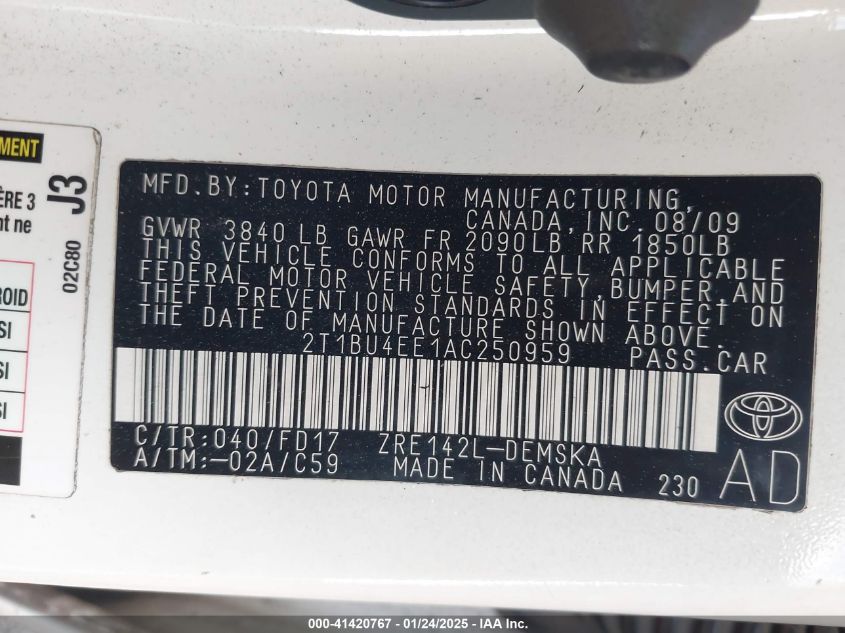 MENT
ÈRE 3
nt ne
J3
02C80
ROID
SI
SI
SI
MFD.BY:TOYOTA MOTOR MANUFACTURING,
CANADA,INC. 08/09
GVWR 3840 LB GAWR FR 2090LB RR 1850LB
THIS VEHICLE CONFORMS TO ALL APPLICABLE
FEDERAL MOTOR VEHICLE SAFETY,BUMPER,AND
THEFT PREVENTION STANDARDS IN EFFECT ON
THE DATE OF MANUFACTURE SHOWN ABOVE.
2T1BU4EE1AC250959 PASS.CAR
C/TR:040/FD17 ZRE142L-DEMSKA
A/TM:-02A/C59 MADE IN CANADA 230
AD
000-41420767 - 01/24/2025 - IAA Inc.